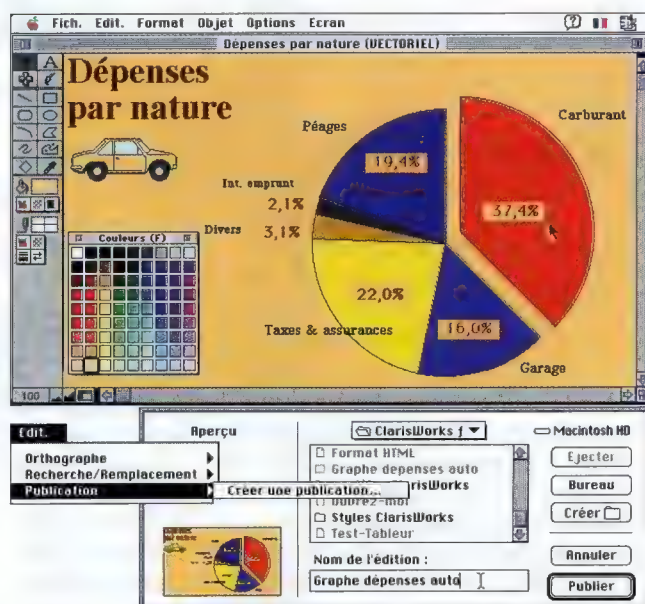 Fich. Edit. Format Objet Options Ecran
Dépenses par nature (VECTORIEL)
A
Dépenses
par nature
Péages
19,4%
Carburant
37,4%
Int. emprunt
2,1%
Divers
3,1%
22,0%
Taxes & assurances
16,0%
Garage
Couleurs (F)
100
Edit.
Orthographe
Recherche/Remplacement
Publication
Créer une publication...
Aperçu
ClarisWorks ƒ
Macintosh HD
Format HTML
Graphe depenses auto
risWorks
Styles ClarisWorks
Test-Tableur
Nom de l'édition :
Graphe dépenses auto
Ejecter
Bureau
Créer
Annuler
Publier